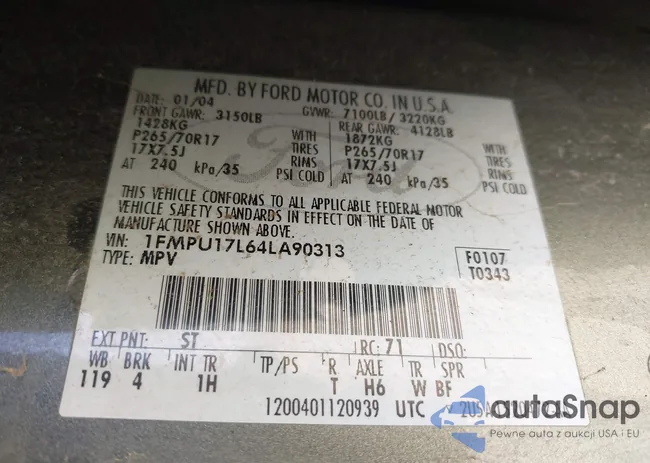 MFD. BY FORD MOTOR CO. IN U.S.A.
DATE: 01/04 GVWR: 7100LB/ 3220KG
FRONT GAWR: 3150LB REAR GAWR: 4128LB
1428KG WITH 1872KG WITH
P265/70R17 TIRES P265/70R17 TIRES
17X7.5J RIMS 17X7.5J RIMS
AT 240 kPa/35 PSI COLD AT 240 kPa/35 PSI COLD
Ford
THIS VEHICLE CONFORMS TO ALL APPLICABLE FEDERAL MOTOR
VEHICLE SAFETY STANDARDS IN EFFECT ON THE DATE OF
MANUFACTURE SHOWN ABOVE.
VIN: 1FMPU17L64LA90313
TYPE: MPV
F0107
T0343
EXT PNT: ST RC: 71 DSO:
WB BRK INT TR TP/PS R AXLE TR SPR
119 4 1H T H6 W BF
1200401120939 UTC
autoSnap
Pewne auta z aukcji USA i EU